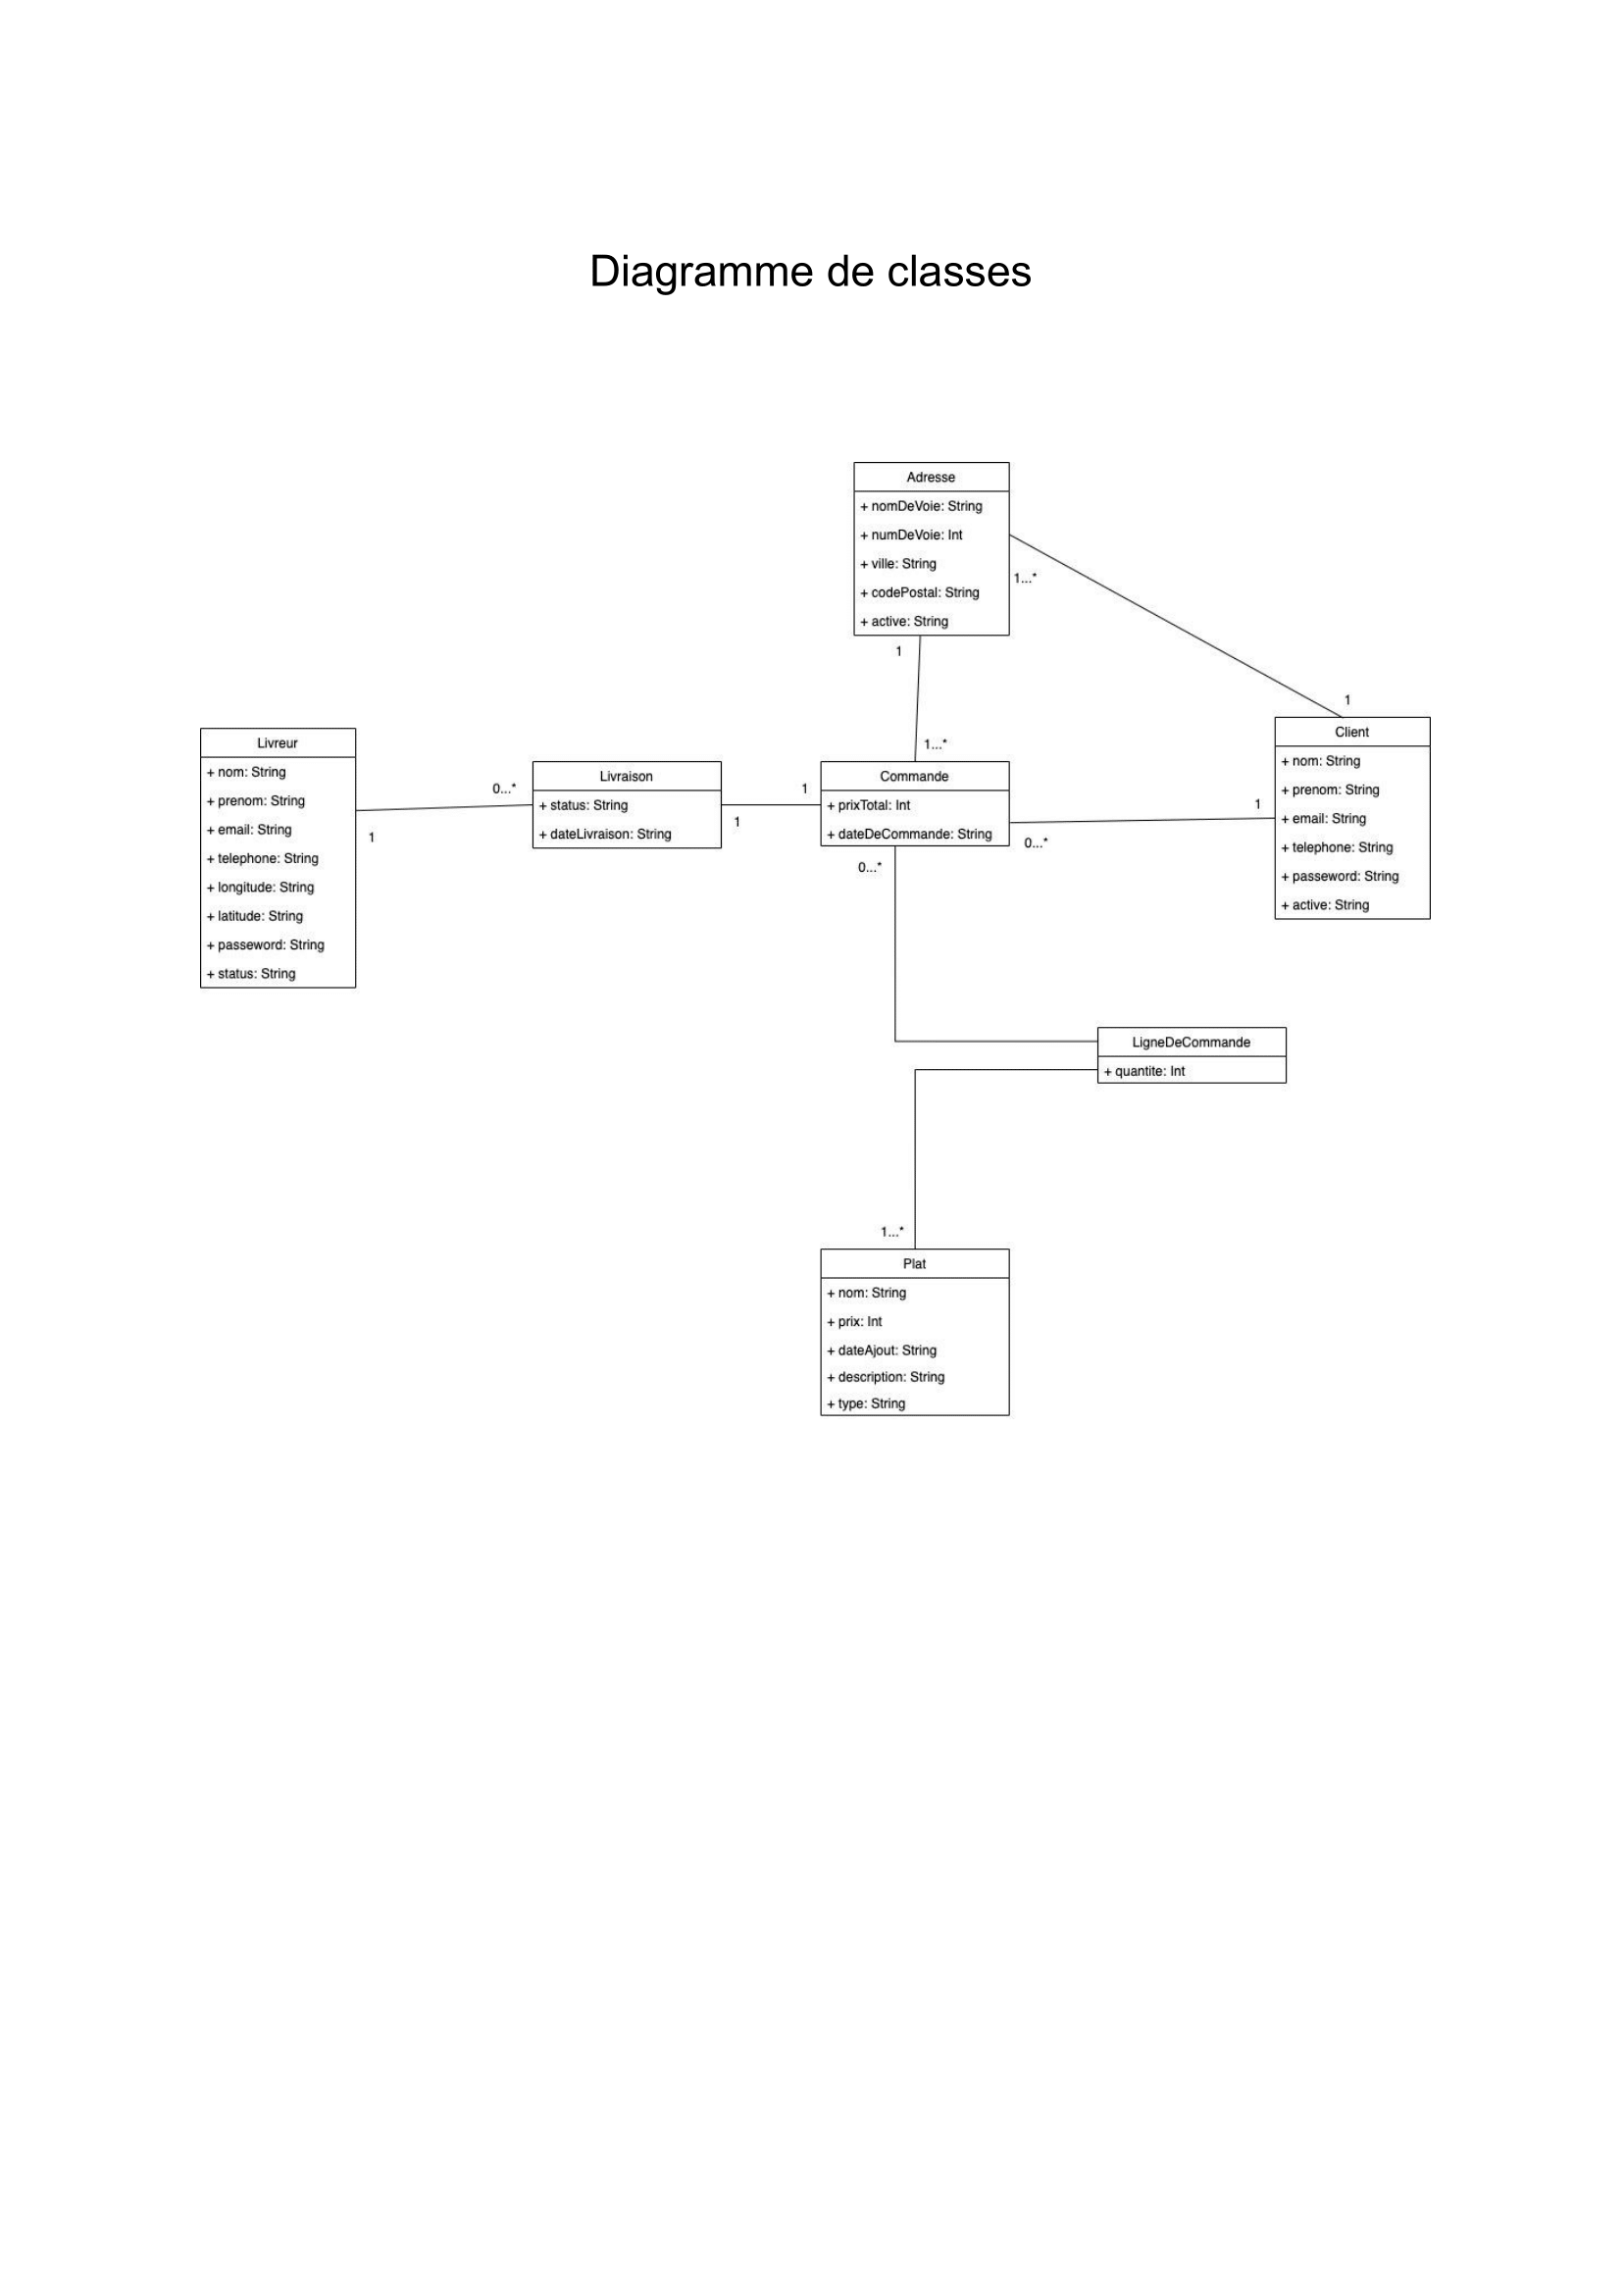 Diagramme de classes
Adresse
+ nomDeVoie: String
+ numDeVoie: Int
+ ville: String
+ codePostal: String
+ active: String
1...*
1
1
1...*
Livreur
+ nom: String
+ prenom: String
+ email: String
+ telephone: String
+ longitude: String
+ latitude: String
+ passeword: String
+ status: String
1
0...*
Livraison
+ status: String
+ dateLivraison: String
1
1
Commande
+ prixTotal: Int
+ dateDeCommande: String
0...*
0...*
1
Client
+ nom: String
+ prenom: String
+ email: String
+ telephone: String
+ passeword: String
+ active: String
LigneDeCommande
+ quantite: Int
1...*
Plat
+ nom: String
+ prix: Int
+ dateAjout: String
+ description: String
+ type: String